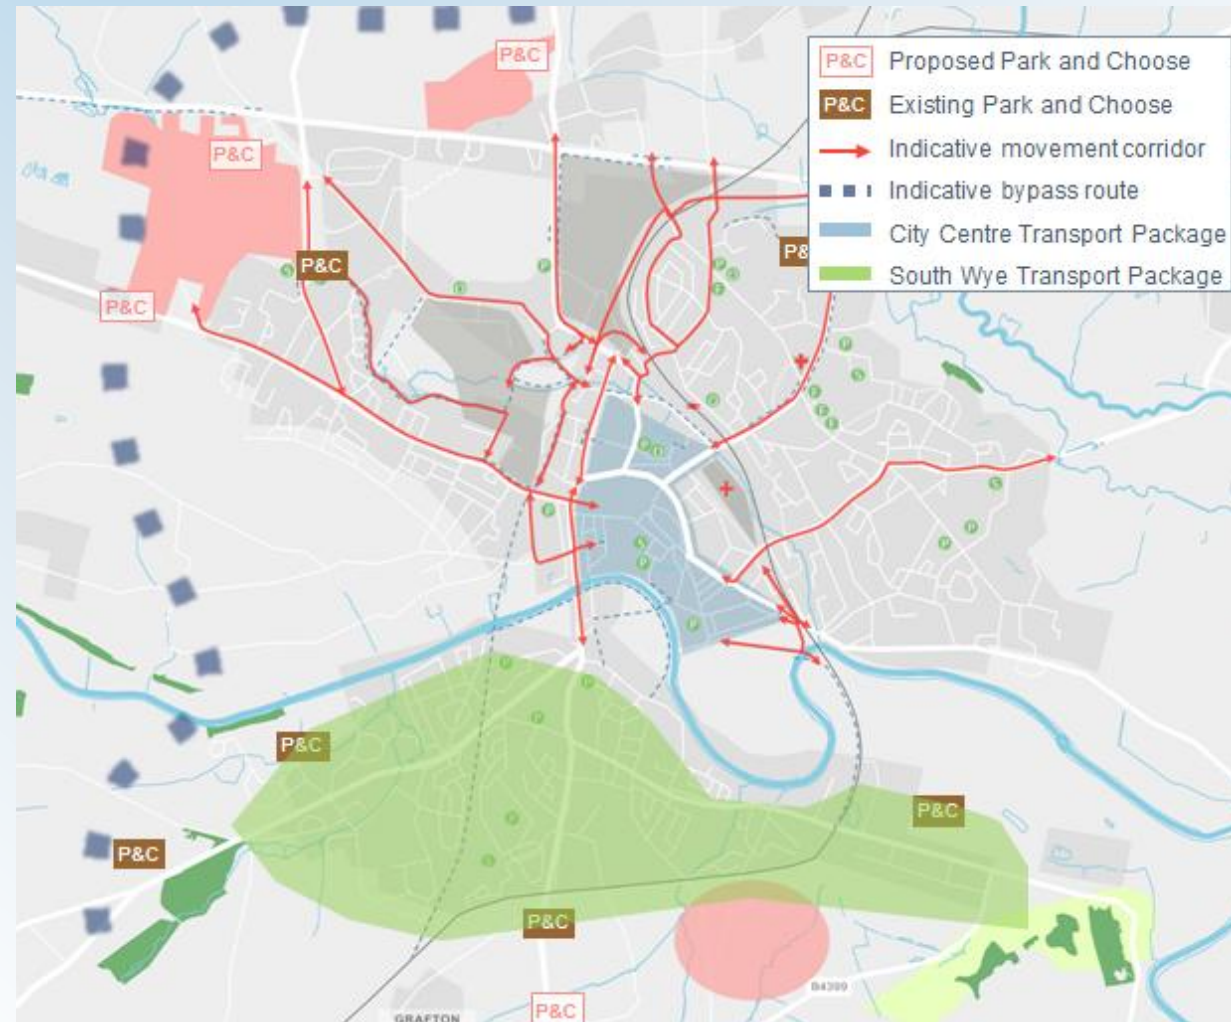 P&C Proposed Park and Choose
P&C Existing Park and Choose
Indicative movement corridor
Indicative bypass route
City Centre Transport Package
South Wye Transport Package
P&C
P&C
P&C
P&C
P&C
P&C
P&C
P&C
P&C
B4399
GRAFTON
P&C